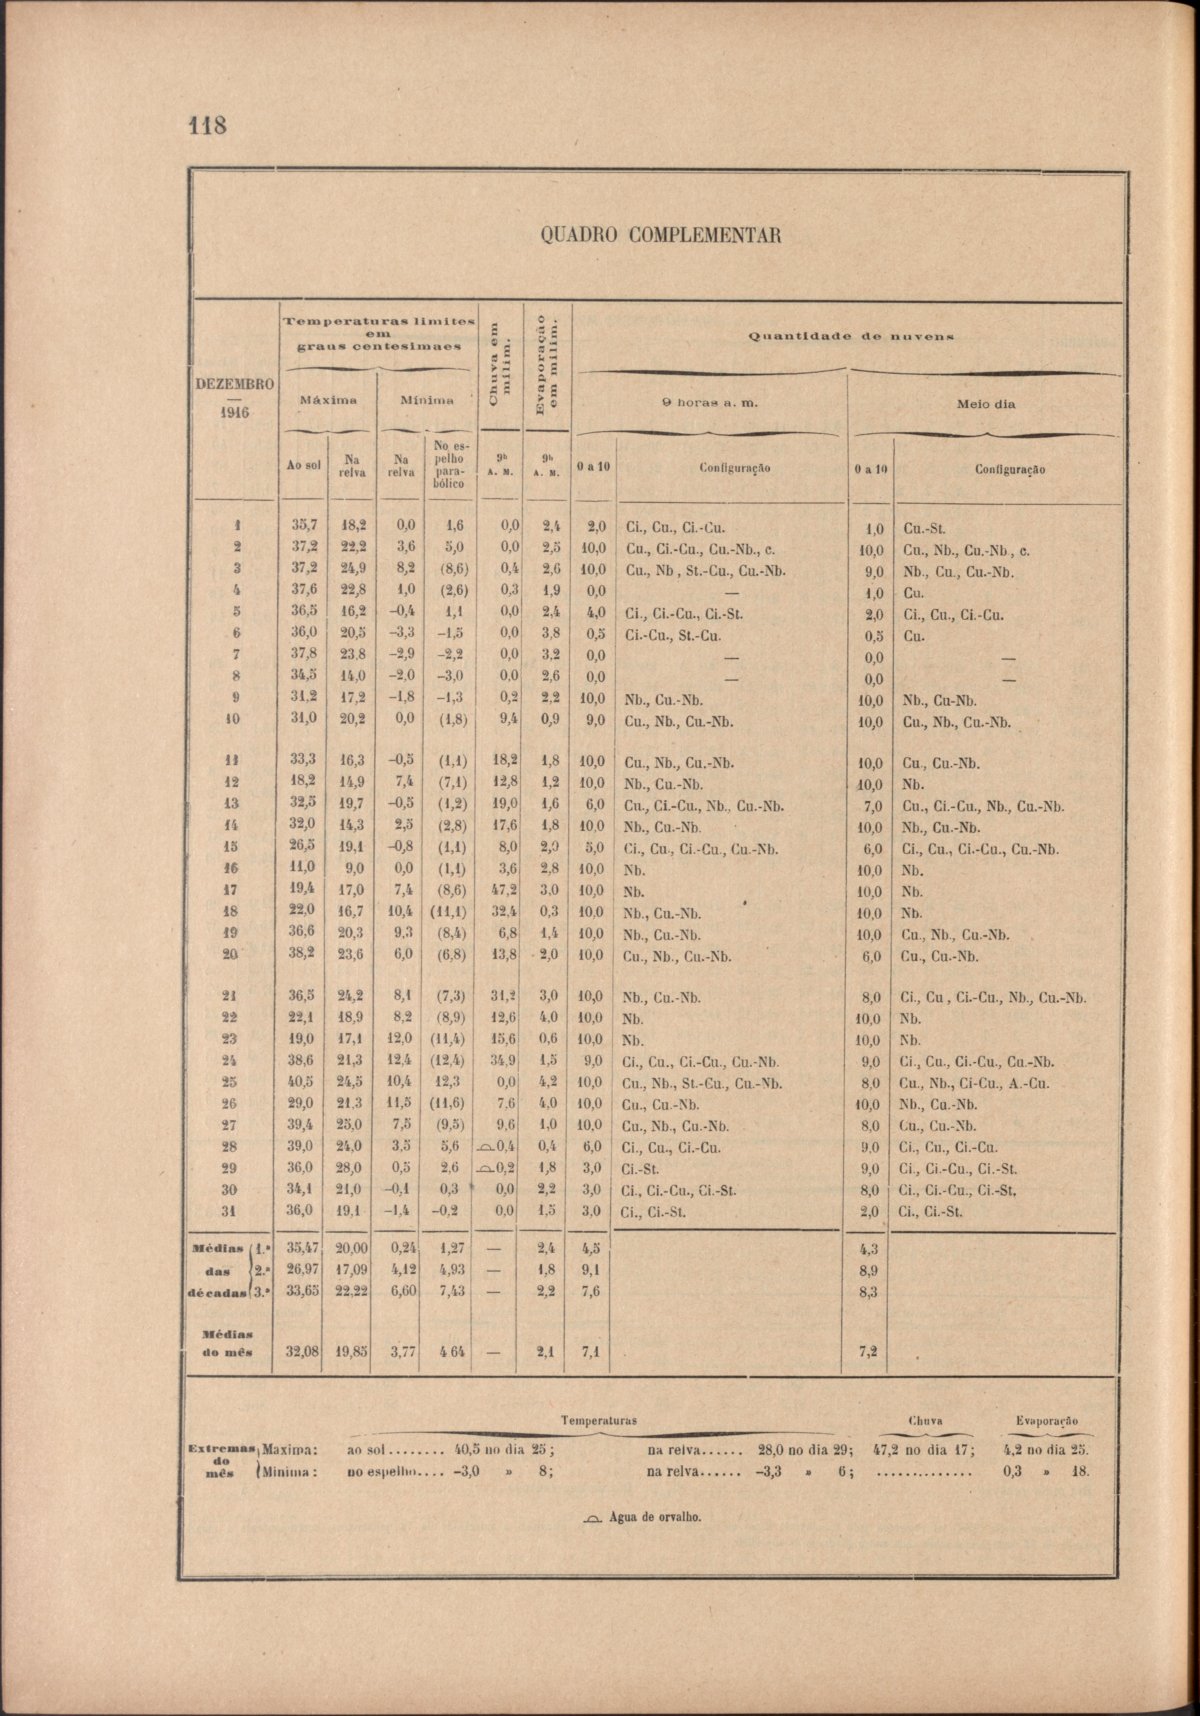 118
QUADRO COMPLEMENTAR
DEZEMBRO
—
1916
Temperaturas limites
em
graus centesimaes
Chuva em
milim.
Evaporação
em milim.
Quantidade de nuvens
Máxima
Mínima
9 horas a. m.
Meio dia
Ao sol
Na
relva
Na
relva
No es-
pelho
para-
bólico
9ʰ
A. M.
9ʰ
A. M.
0 a 10
Configuração
0 a 10
Configuração
1 35,7 18,2 0,0 1,6 0,0 2,4 2,0 Ci., Cu., Ci.-Cu. 1,0 Cu.-St.
2 37,2 22,2 3,6 5,0 0,0 2,5 10,0 Cu., Ci.-Cu., Cu.-Nb., c. 10,0 Cu., Nb., Cu.-Nb , c.
3 37,2 24,9 8,2 (8,6) 0,4 2,6 10,0 Cu., Nb , St.-Cu., Cu.-Nb. 9,0 Nb., Cu., Cu.-Nb.
4 37,6 22,8 1,0 (2,6) 0,3 1,9 0,0 — 1,0 Cu.
5 36,5 16,2 –0,4 1,1 0,0 2,4 4,0 Ci., Ci.-Cu., Ci.-St. 2,0 Ci., Cu., Ci.-Cu.
6 36,0 20,5 –3,3 –1,5 0,0 3,8 0,5 Ci.-Cu., St.-Cu. 0,5 Cu.
7 37,8 23,8 –2,9 –2,2 0,0 3,2 0,0 — 0,0 —
8 34,5 14,0 –2,0 –3,0 0,0 2,6 0,0 — 0,0 —
9 31,2 17,2 –1,8 –1,3 0,2 2,2 10,0 Nb., Cu.-Nb. 10,0 Nb., Cu-Nb.
10 31,0 20,2 0,0 (1,8) 9,4 0,9 9,0 Cu., Nb., Cu.-Nb. 10,0 Cu., Nb., Cu.-Nb.
11 33,3 16,3 –0,5 (1,1) 18,2 1,8 10,0 Cu., Nb., Cu.-Nb. 10,0 Cu., Cu.-Nb.
12 18,2 14,9 7,4 (7,1) 12,8 1,2 10,0 Nb., Cu.-Nb. 10,0 Nb.
13 32,5 19,7 –0,5 (1,2) 19,0 1,6 6,0 Cu., Ci.-Cu., Nb., Cu.-Nb. 7,0 Cu., Ci.-Cu., Nb., Cu.-Nb.
14 32,0 14,3 2,5 (2,8) 17,6 1,8 10,0 Nb., Cu.-Nb. 10,0 Nb., Cu.-Nb.
15 26,5 19,1 –0,8 (1,1) 8,0 2,0 5,0 Ci., Cu., Ci.-Cu., Cu.-Nb. 6,0 Ci., Cu., Ci.-Cu., Cu.-Nb.
16 11,0 9,0 0,0 (1,1) 3,6 2,8 10,0 Nb. 10,0 Nb.
17 19,4 17,0 7,4 (8,6) 47,2 3,0 10,0 Nb. 10,0 Nb.
18 22,0 16,7 10,4 (11,1) 32,4 0,3 10,0 Nb., Cu.-Nb. 10,0 Nb.
19 36,6 20,3 9,3 (8,4) 6,8 1,4 10,0 Nb., Cu.-Nb. 10,0 Cu., Nb., Cu.-Nb.
20 38,2 23,6 6,0 (6,8) 13,8 2,0 10,0 Cu., Nb., Cu.-Nb. 6,0 Cu., Cu.-Nb.
21 36,5 24,2 8,1 (7,3) 31,2 3,0 10,0 Nb., Cu.-Nb. 8,0 Ci., Cu , Ci.-Cu., Nb., Cu.-Nb.
22 22,1 18,9 8,2 (8,9) 12,6 4,0 10,0 Nb. 10,0 Nb.
23 19,0 17,1 12,0 (11,4) 15,6 0,6 10,0 Nb. 10,0 Nb.
24 38,6 21,3 12,4 (12,4) 34,9 1,5 9,0 Ci., Cu., Ci.-Cu., Cu.-Nb. 9,0 Ci., Cu., Ci.-Cu., Cu.-Nb.
25 40,5 24,5 10,4 12,3 0,0 4,2 10,0 Cu., Nb., St.-Cu., Cu.-Nb. 8,0 Cu., Nb., Ci-Cu., A.-Cu.
26 29,0 21,3 11,5 (11,6) 7,6 4,0 10,0 Cu., Cu.-Nb. 10,0 Nb., Cu.-Nb.
27 39,4 25,0 7,5 (9,5) 9,6 1,0 10,0 Cu., Nb., Cu.-Nb. 8,0 Cu., Cu.-Nb.
28 39,0 24,0 3,5 5,6 0,4 0,4 6,0 Ci., Cu., Ci.-Cu. 9,0 Ci., Cu., Ci.-Cu.
29 36,0 28,0 0,5 2,6 0,2 1,8 3,0 Ci.-St. 9,0 Ci., Ci.-Cu., Ci.-St.
30 34,1 21,0 –0,1 0,3 0,0 2,2 3,0 Ci., Ci.-Cu., Ci.-St. 8,0 Ci., Ci.-Cu., Ci.-St.
31 36,0 19,1 –1,4 –0,2 0,0 1,5 3,0 Ci., Ci.-St. 2,0 Ci., Ci.-St.
Médias 1.ª 35,47 20,00 0,24 1,27 — 2,4 4,5 4,3
das 2.ª 26,97 17,09 4,12 4,93 — 1,8 9,1 8,9
décadas 3.ª 33,65 22,22 6,60 7,43 — 2,2 7,6 8,3
Médias
do mês 32,08 19,85 3,77 4 64 — 2,1 7,1 7,2
Temperaturas Chuva Evaporação
Extremas
do
mês
Maxima: ao sol........ 40,5 no dia 25; na relva...... 28,0 no dia 29; 47,2 no dia 17; 4,2 no dia 25.
Minima: no espelho.... –3,0 » 8; na relva...... –3,3 » 6; .............. 0,3 » 18.
Agua de orvalho.